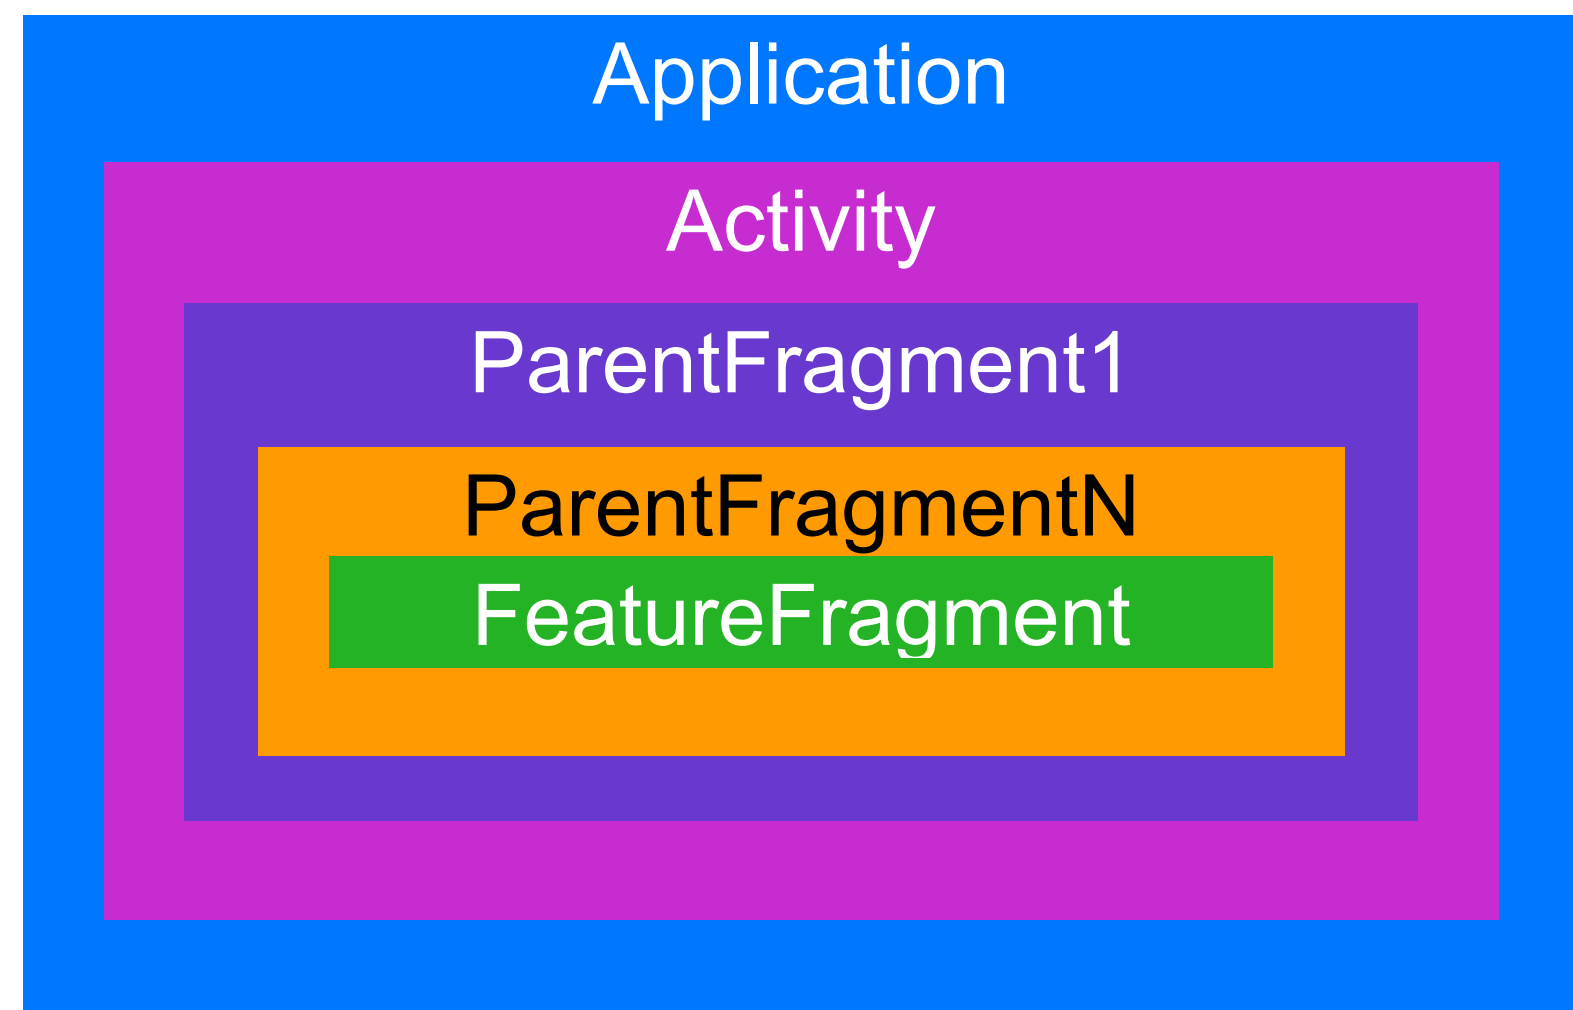 Application
Activity
ParentFragment1
ParentFragmentN
FeatureFragment